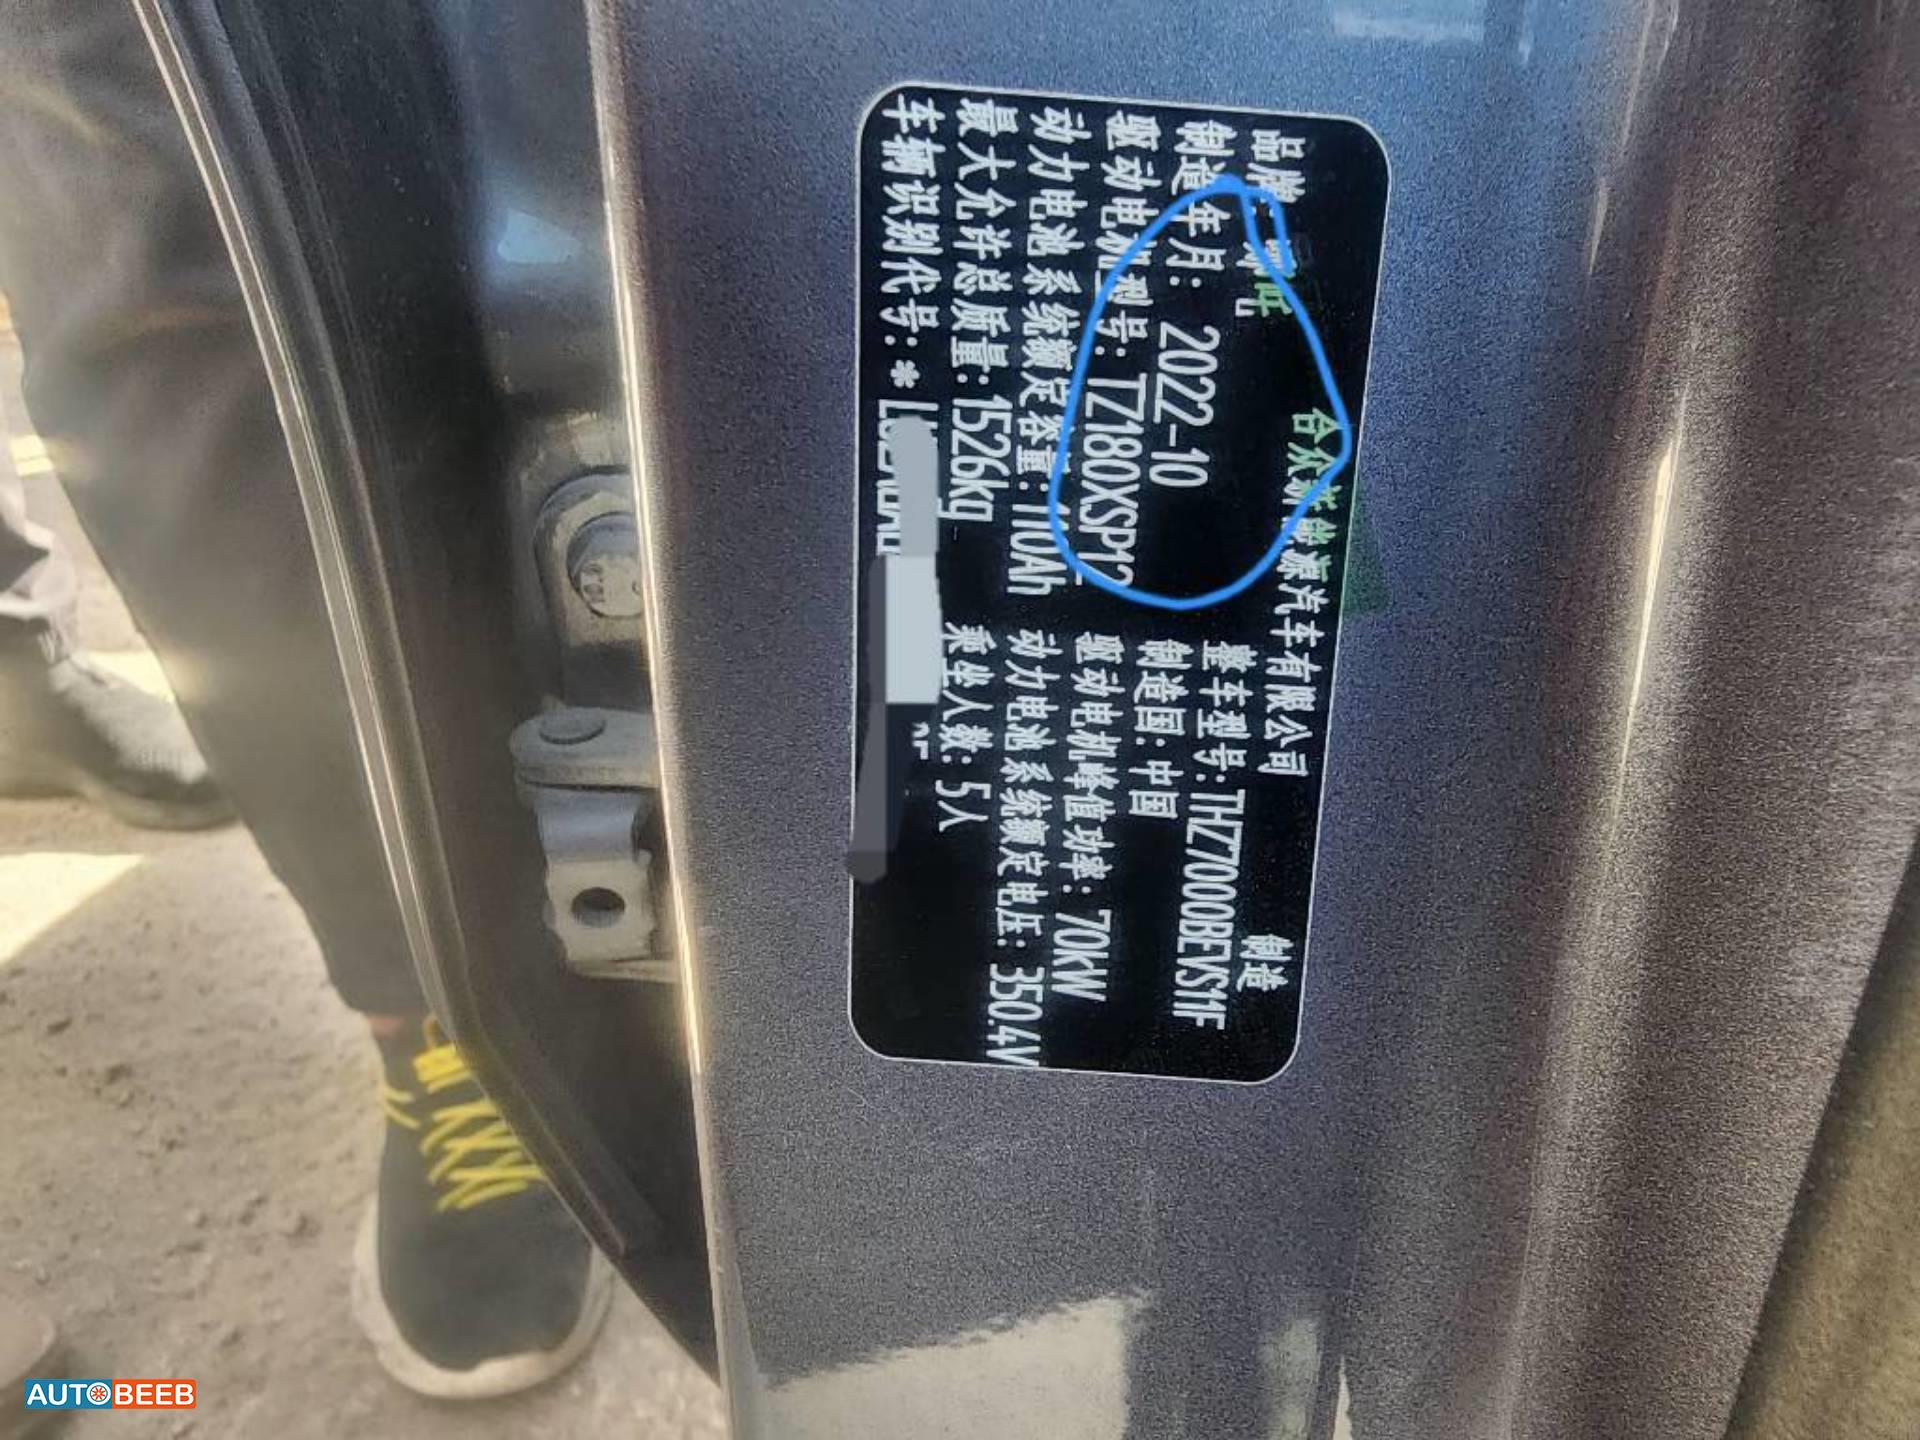 合众新能源汽车有限公司 制造
品牌: 哪吒 整车型号: THZ7000BEVS11F
制造年月: 2022-10 制造国: 中国
驱动电机型号: TZ180XSP12 驱动电机峰值功率: 70kW
动力电池系统额定容量: 110Ah 动力电池系统额定电压: 350.4V
最大允许总质量: 1526kg 乘坐人数: 5人
车辆识别代号: *
AUTOBEEB